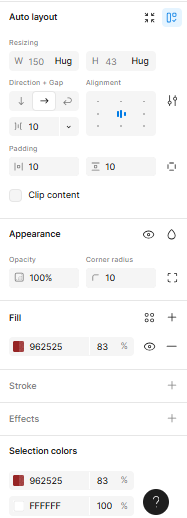 Auto layout
Resizing
W 150 Hug H 43 Hug
Direction + Gap Alignment
10
Padding
10 10
Clip content
Appearance
Opacity Corner radius
100% 10
Fill
962525 83 %
Stroke
Effects
Selection colors
962525 83 %
FFFFFF 100 %
?